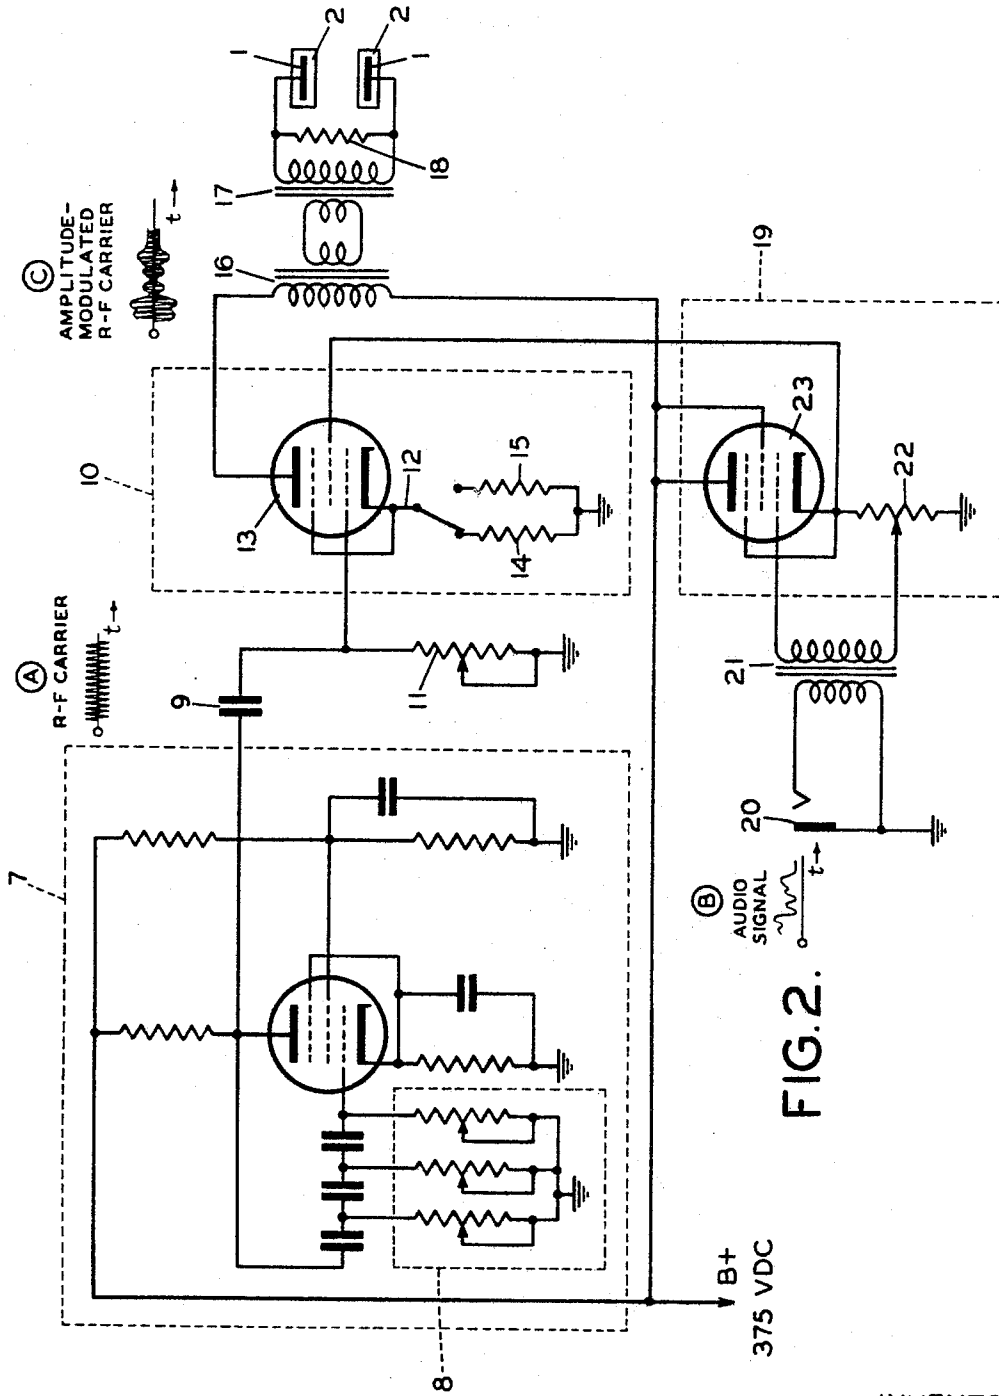 7
8
A
R-F CARRIER
t→
9
11
10
13
12
14
15
C
AMPLITUDE-
MODULATED
R-F CARRIER
t→
16
17
18
1
2
1
2
B+
375 VDC
FIG.2.
B
AUDIO
SIGNAL
t→
20
21
22
23
19